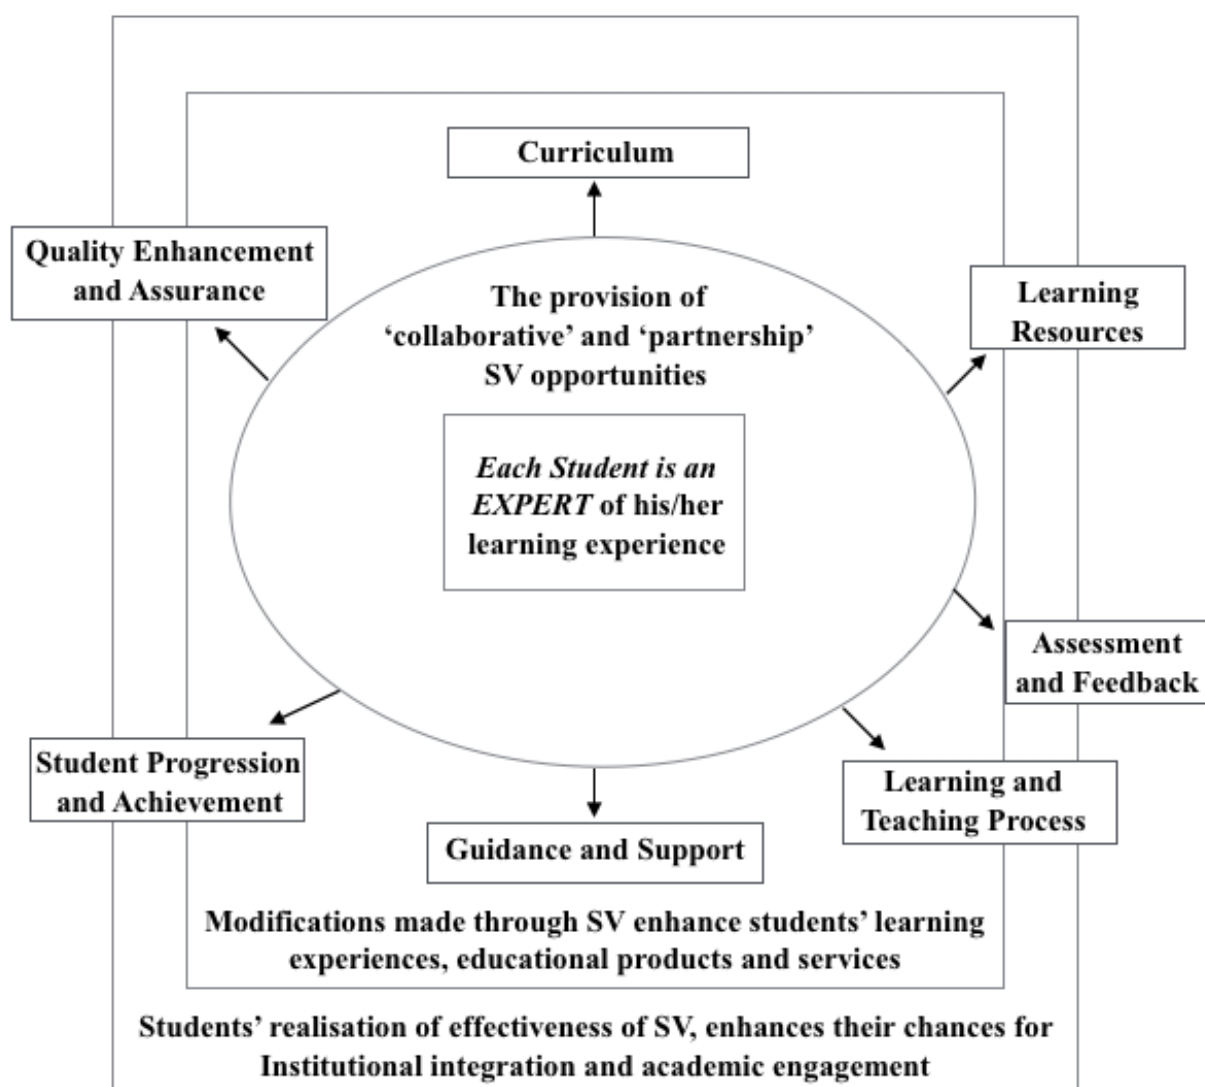 Curriculum
Quality Enhancement
and Assurance
The provision of
‘collaborative’ and ‘partnership’
SV opportunities
Learning
Resources
Each Student is an
EXPERT of his/her
learning experience
Assessment
and Feedback
Student Progression
and Achievement
Learning and
Teaching Process
Guidance and Support
Modifications made through SV enhance students’ learning
experiences, educational products and services
Students’ realisation of effectiveness of SV, enhances their chances for
Institutional integration and academic engagement